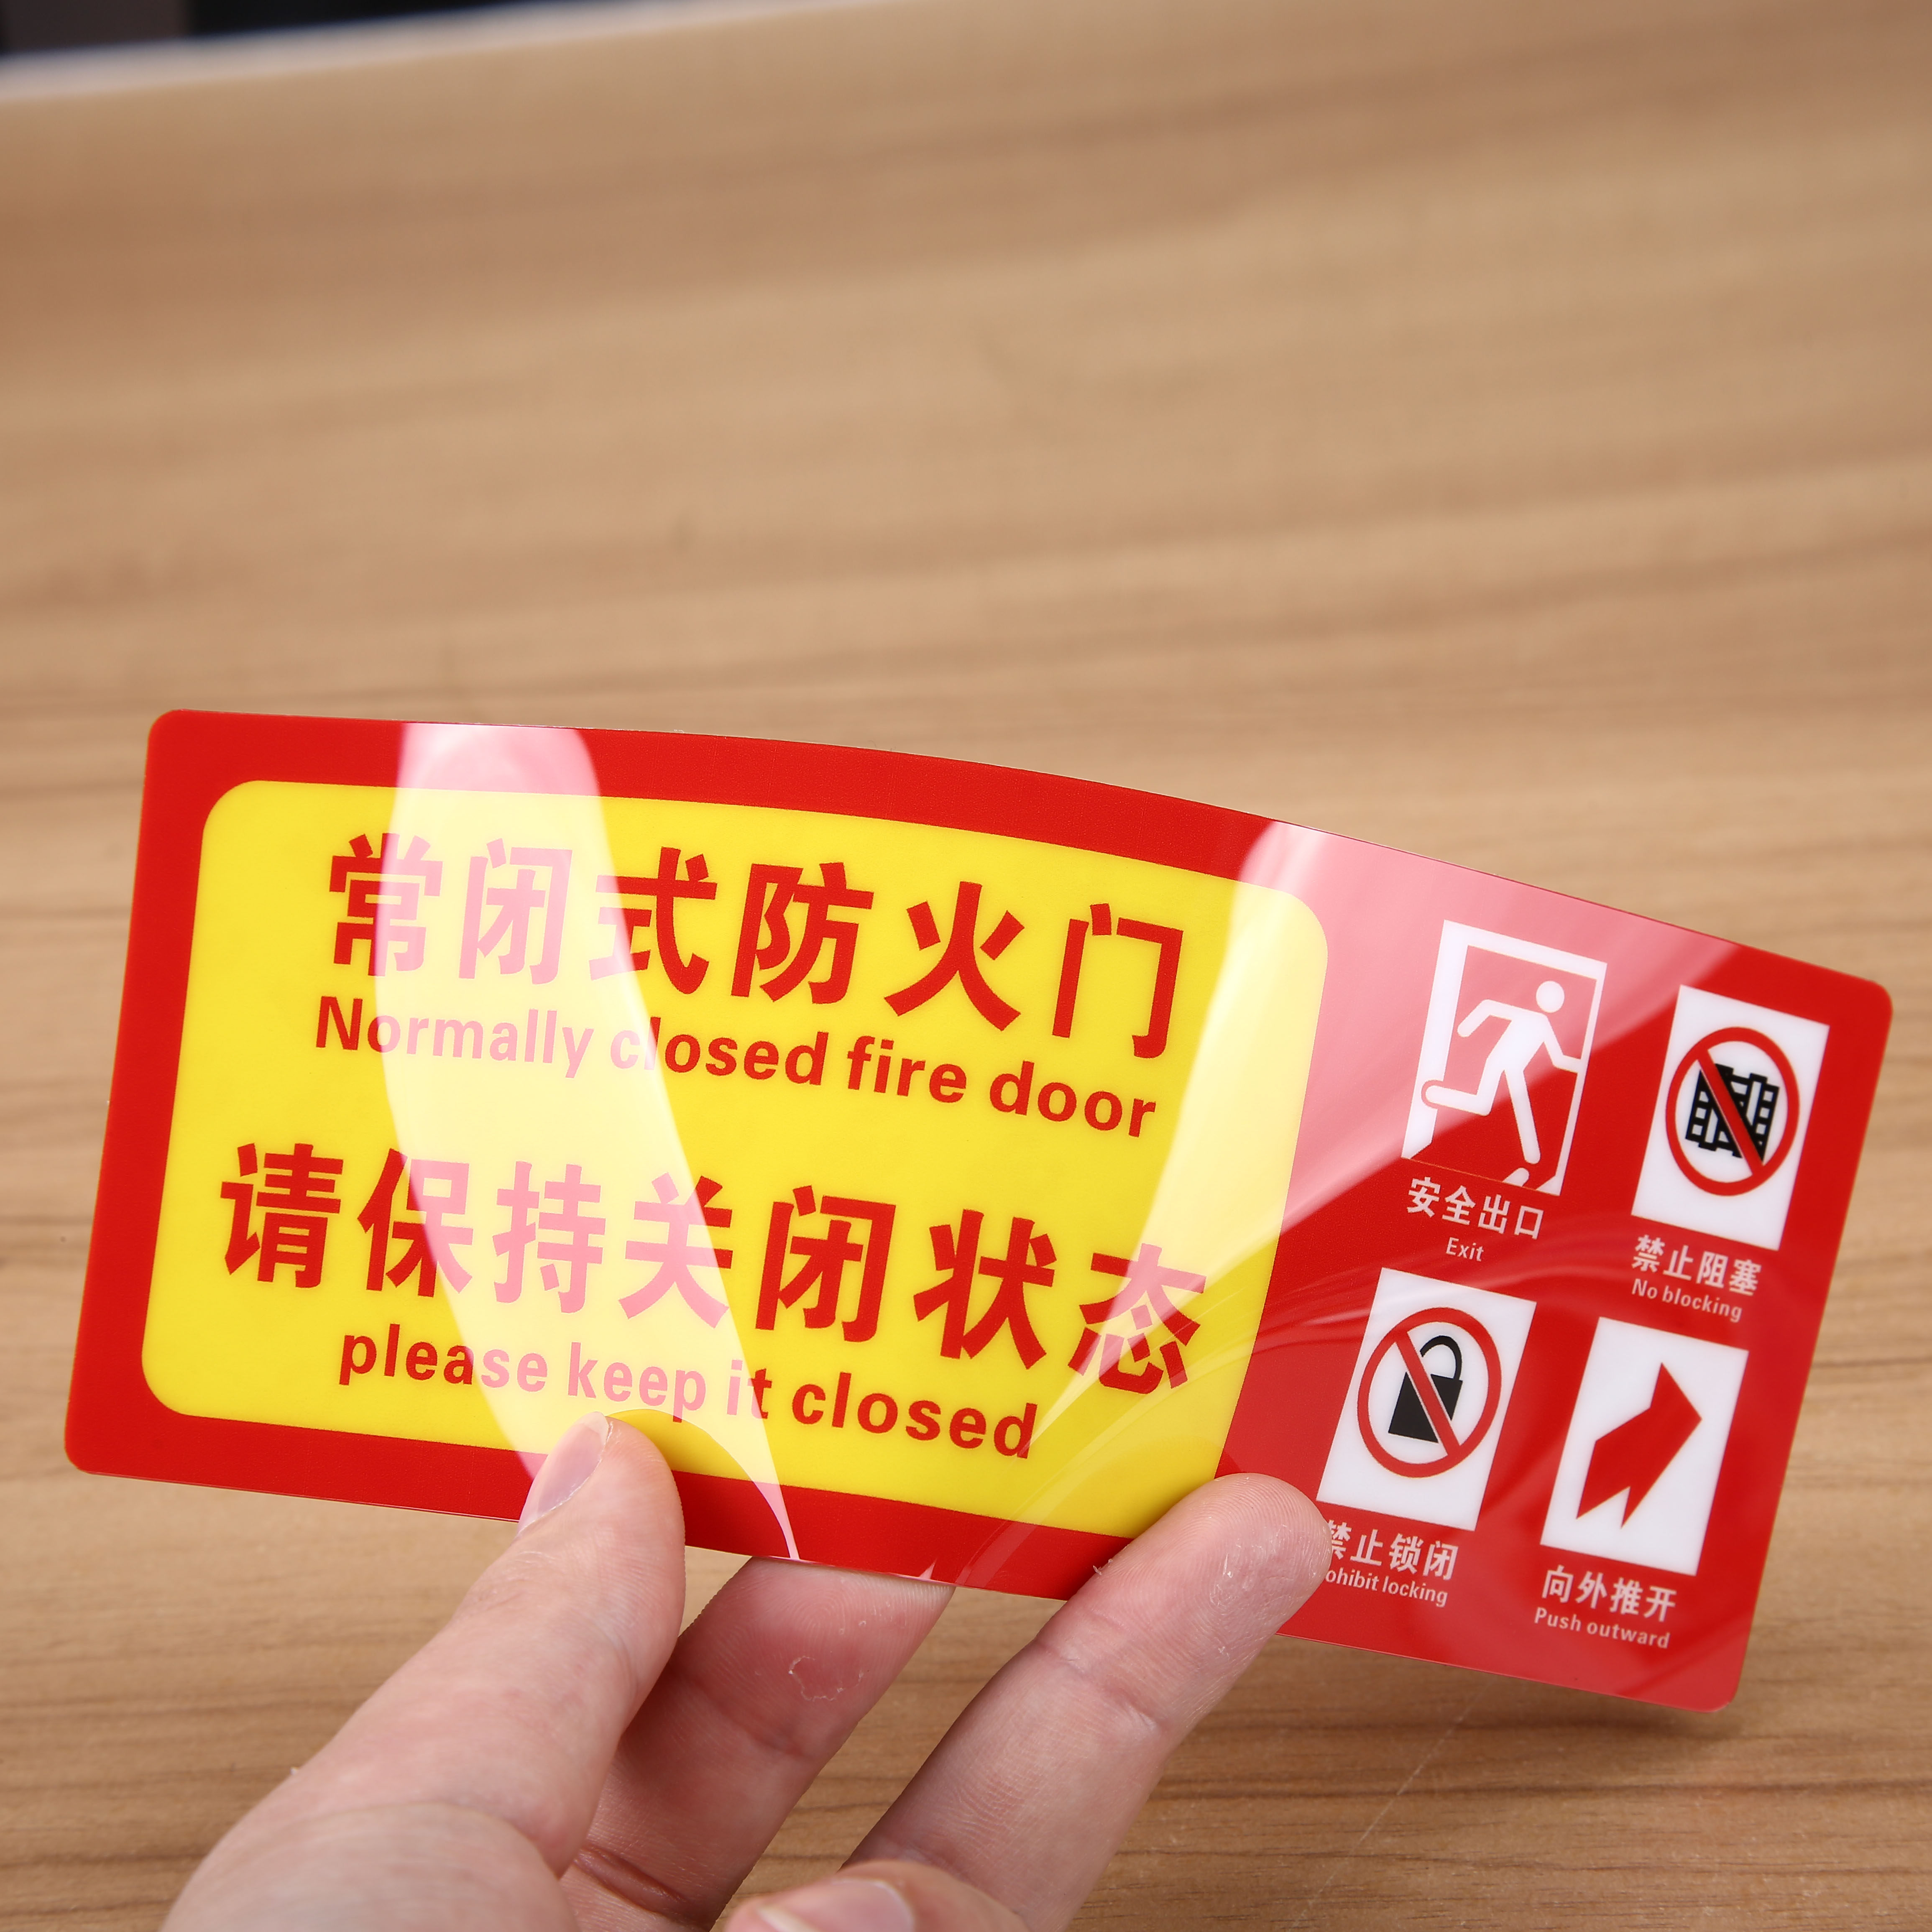 常闭式防火门
Normally closed fire door
请保持关闭状态
please keep it closed
安全出口
Exit
禁止阻塞
No blocking
禁止锁闭
locking
向外推开
Push outward